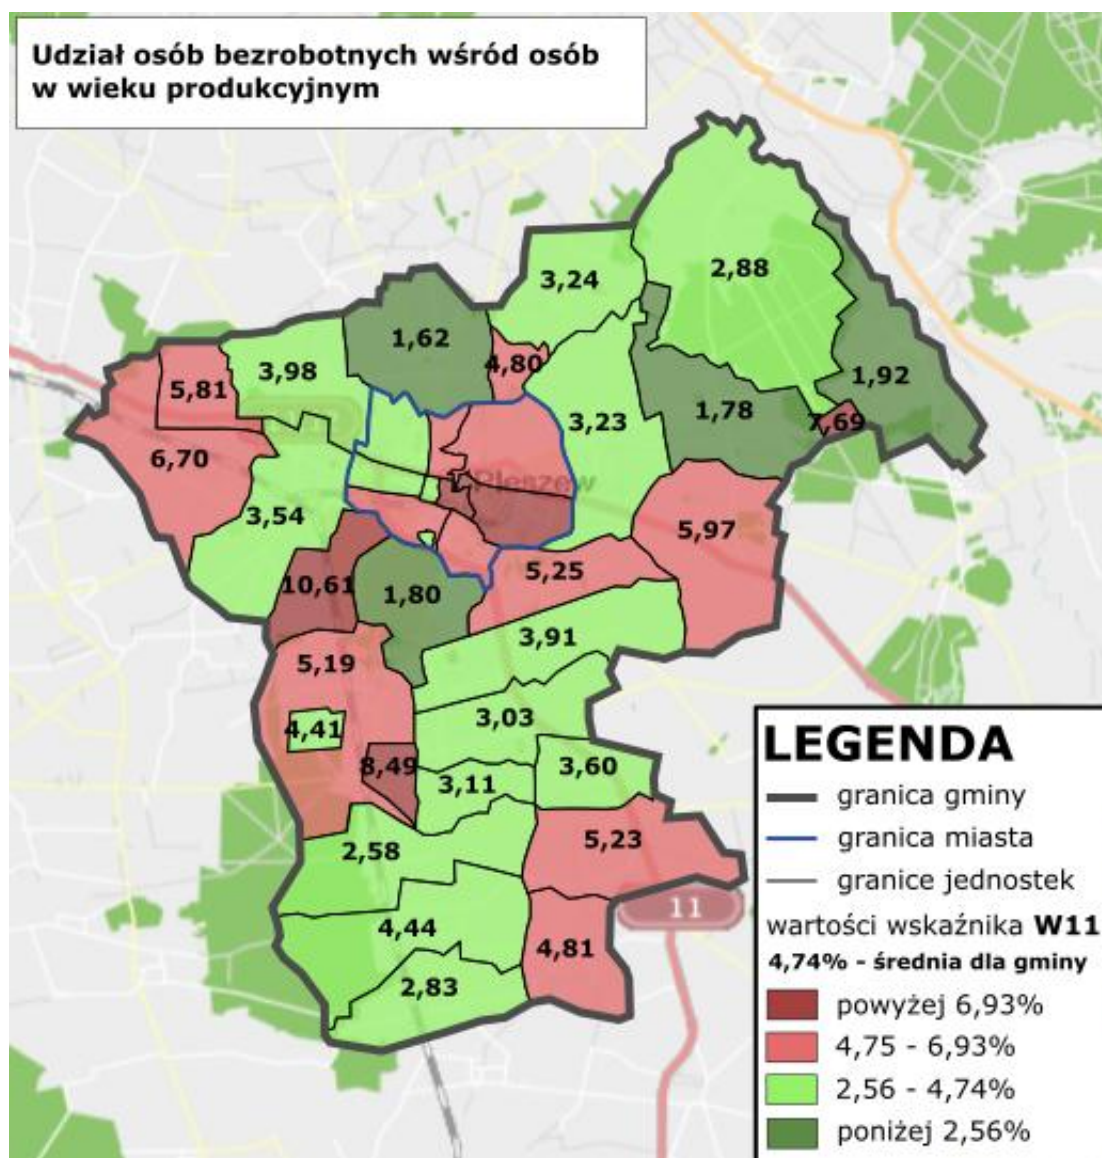 Udział osób bezrobotnych wśród osób
w wieku produkcyjnym
2,88
3,24
1,62
4,80
3,98
5,81
1,92
1,78
3,23
7,69
6,70
Pleszew
3,54
5,97
5,25
10,61
1,80
3,91
5,19
3,03
4,41
8,49
3,11
3,60
5,23
2,58
11
4,44
4,81
2,83
LEGENDA
granica gminy
granica miasta
granice jednostek
wartości wskaźnika W11
4,74% - średnia dla gminy
powyżej 6,93%
4,75 - 6,93%
2,56 - 4,74%
poniżej 2,56%